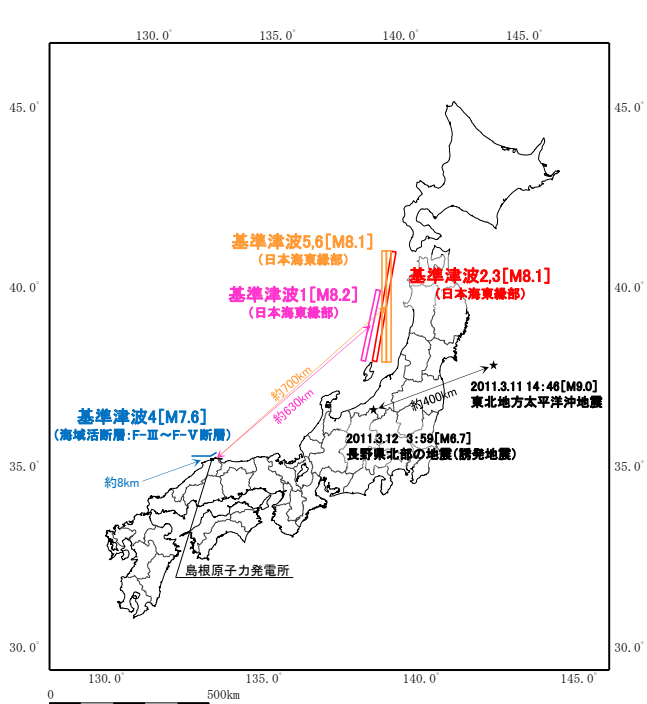 130.0° 135.0° 140.0° 145.0°
45.0° 45.0°
基準津波5,6[M8.1]
(日本海東縁部)
基準津波2,3[M8.1]
(日本海東縁部)
40.0° 40.0°
基準津波1[M8.2]
(日本海東縁部)
約700km
約630km
2011.3.11 14:46[M9.0]
東北地方太平洋沖地震
約400km
基準津波4[M7.6]
(海域活断層:F-Ⅲ～F-Ⅴ断層)
2011.3.12 3:59[M6.7]
長野県北部の地震(誘発地震)
35.0° 35.0°
約8km
島根原子力発電所
30.0° 30.0°
130.0° 135.0° 140.0° 145.0°
0 500km